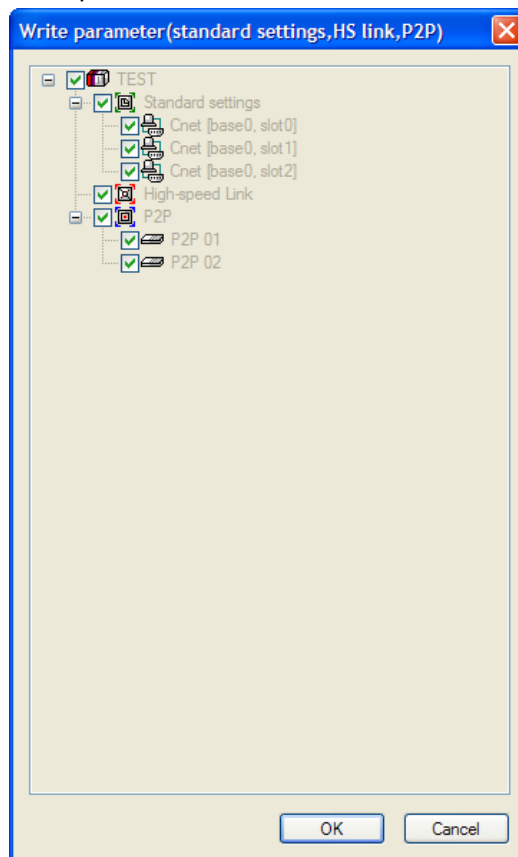 Write parameter(standard settings,HS link,P2P)
TEST
Standard settings
Cnet [base0, slot0]
Cnet [base0, slot1]
Cnet [base0, slot2]
High-speed Link
P2P
P2P 01
P2P 02
OK
Cancel